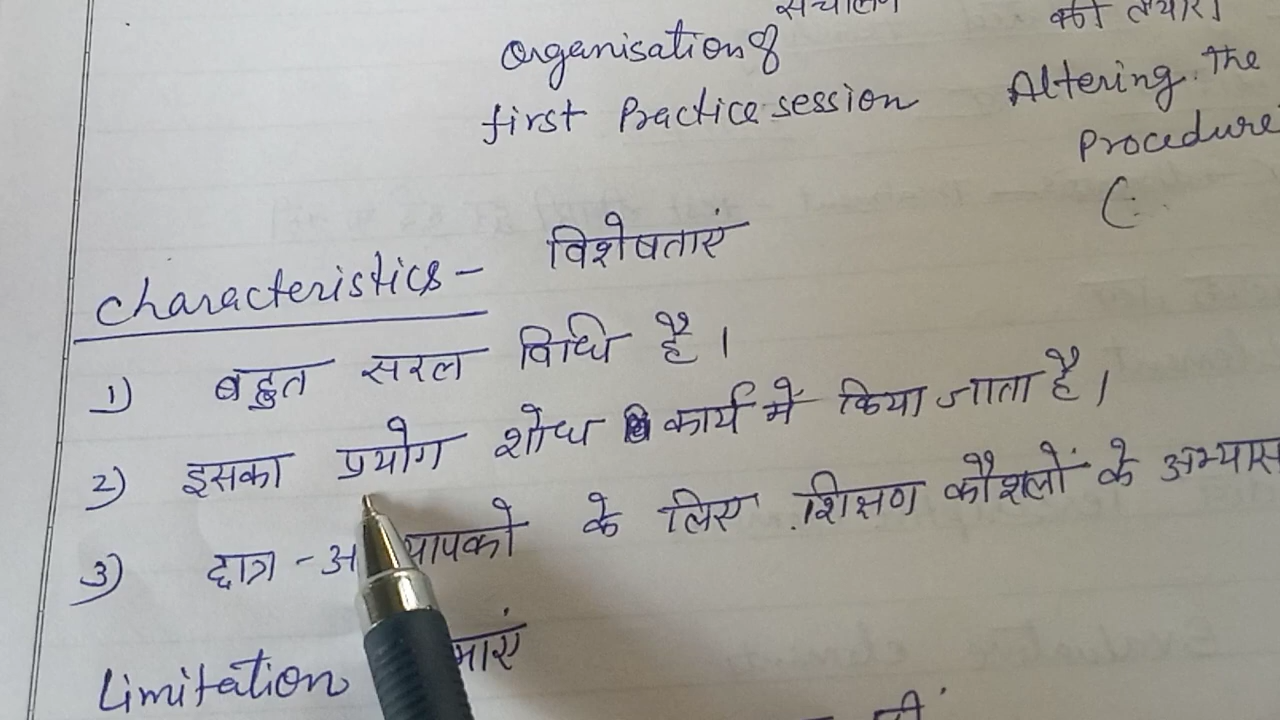 संचालन की तैयारी
Organisation of Altering The
first Practice session Procedure
(
Characteristics - विशेषताएं
1) बहुत सरल विधि है।
2) इसका प्रयोग शोध कार्य में किया जाता है।
3) छात्र - के लिए शिक्षण कौशलों के अभ्यास
Limitation